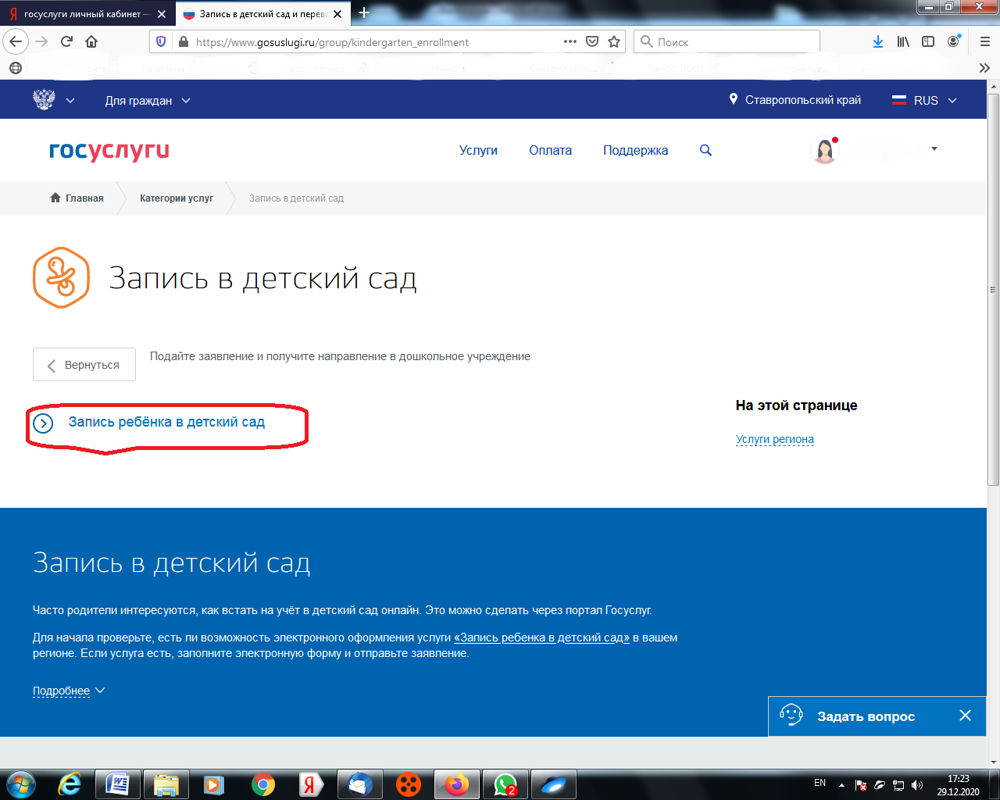 госуслуги личный кабинет —
Запись в детский сад и перево
https://www.gosuslugi.ru/group/kindergarten_enrollment
Поиск
Для граждан
Ставропольский край
RUS
госуслуги
Услуги
Оплата
Поддержка
Главная
Категории услуг
Запись в детский сад
Запись в детский сад
Вернуться
Подайте заявление и получите направление в дошкольное учреждение
Запись ребёнка в детский сад
На этой странице
Услуги региона
Запись в детский сад
Часто родители интересуются, как встать на учёт в детский сад онлайн. Это можно сделать через портал Госуслуг.
Для начала проверьте, есть ли возможность электронного оформления услуги «Запись ребенка в детский сад» в вашем
регионе. Если услуга есть, заполните электронную форму и отправьте заявление.
Подробнее
Задать вопрос
2
EN
17:23
29.12.2020